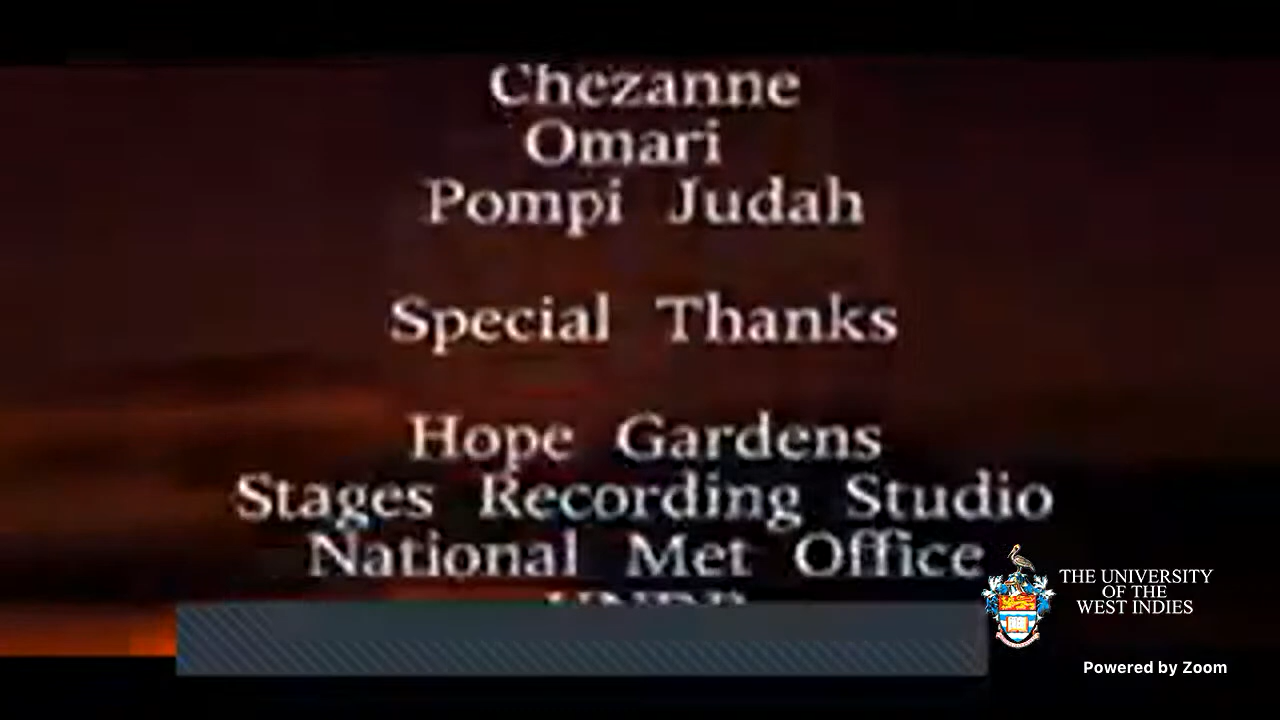 Chezanne
Omari
Pompi Judah
Special Thanks
Hope Gardens
Stages Recording Studio
National Met Office
THE UNIVERSITY
OF THE
WEST INDIES
Powered by Zoom